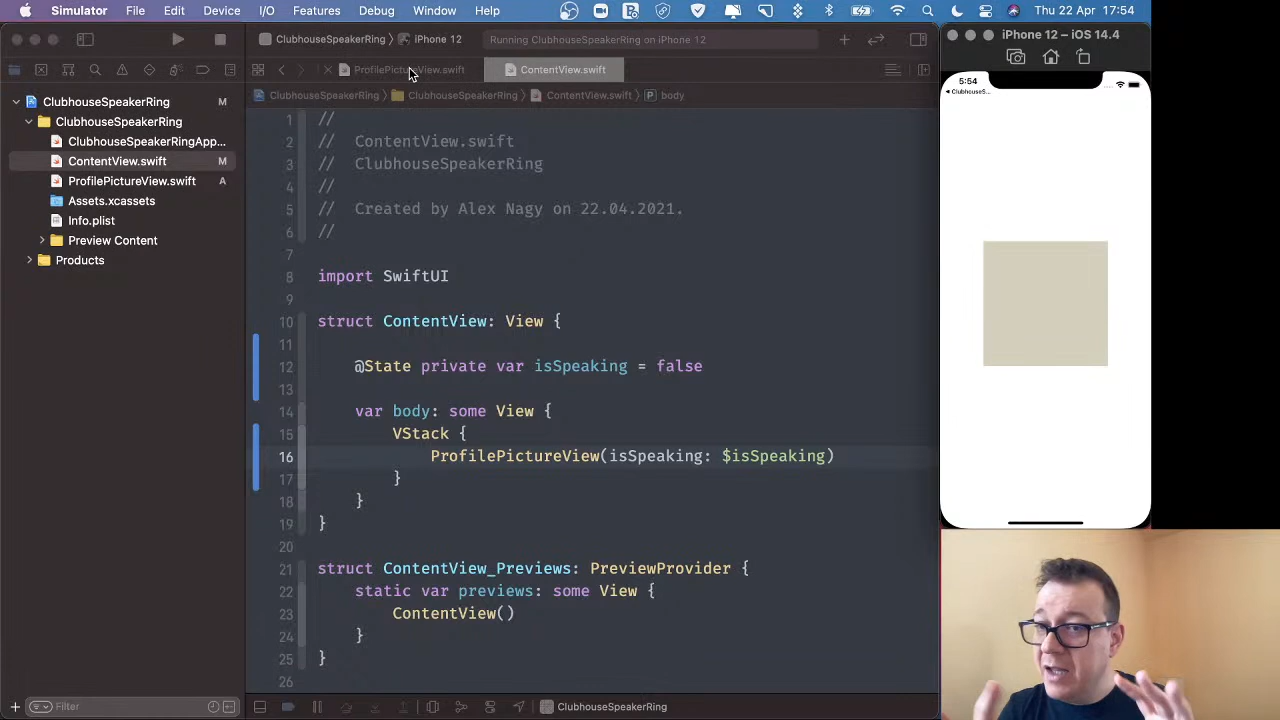 Simulator File Edit Device I/O Features Debug Window Help Thu 22 Apr 17:54
ClubhouseSpeakerRing iPhone 12 Running ClubhouseSpeakerRing on iPhone 12
iPhone 12 – iOS 14.4
ProfilePictureView.swift ContentView.swift
ClubhouseSpeakerRing ClubhouseSpeakerRing ContentView.swift P body
ClubhouseSpeakerRing M
ClubhouseSpeakerRing
ClubhouseSpeakerRingApp...
ContentView.swift M
ProfilePictureView.swift A
Assets.xcassets
Info.plist
Preview Content
Products
1 //
2 // ContentView.swift
3 // ClubhouseSpeakerRing
4 //
5 // Created by Alex Nagy on 22.04.2021.
6 //
7
8 import SwiftUI
9
10 struct ContentView: View {
11
12 @State private var isSpeaking = false
13
14 var body: some View {
15 VStack {
16 ProfilePictureView(isSpeaking: $isSpeaking)
17 }
18 }
19 }
20
21 struct ContentView_Previews: PreviewProvider {
22 static var previews: some View {
23 ContentView()
24 }
25 }
26
5:54
ClubhouseS...
Filter
ClubhouseSpeakerRing